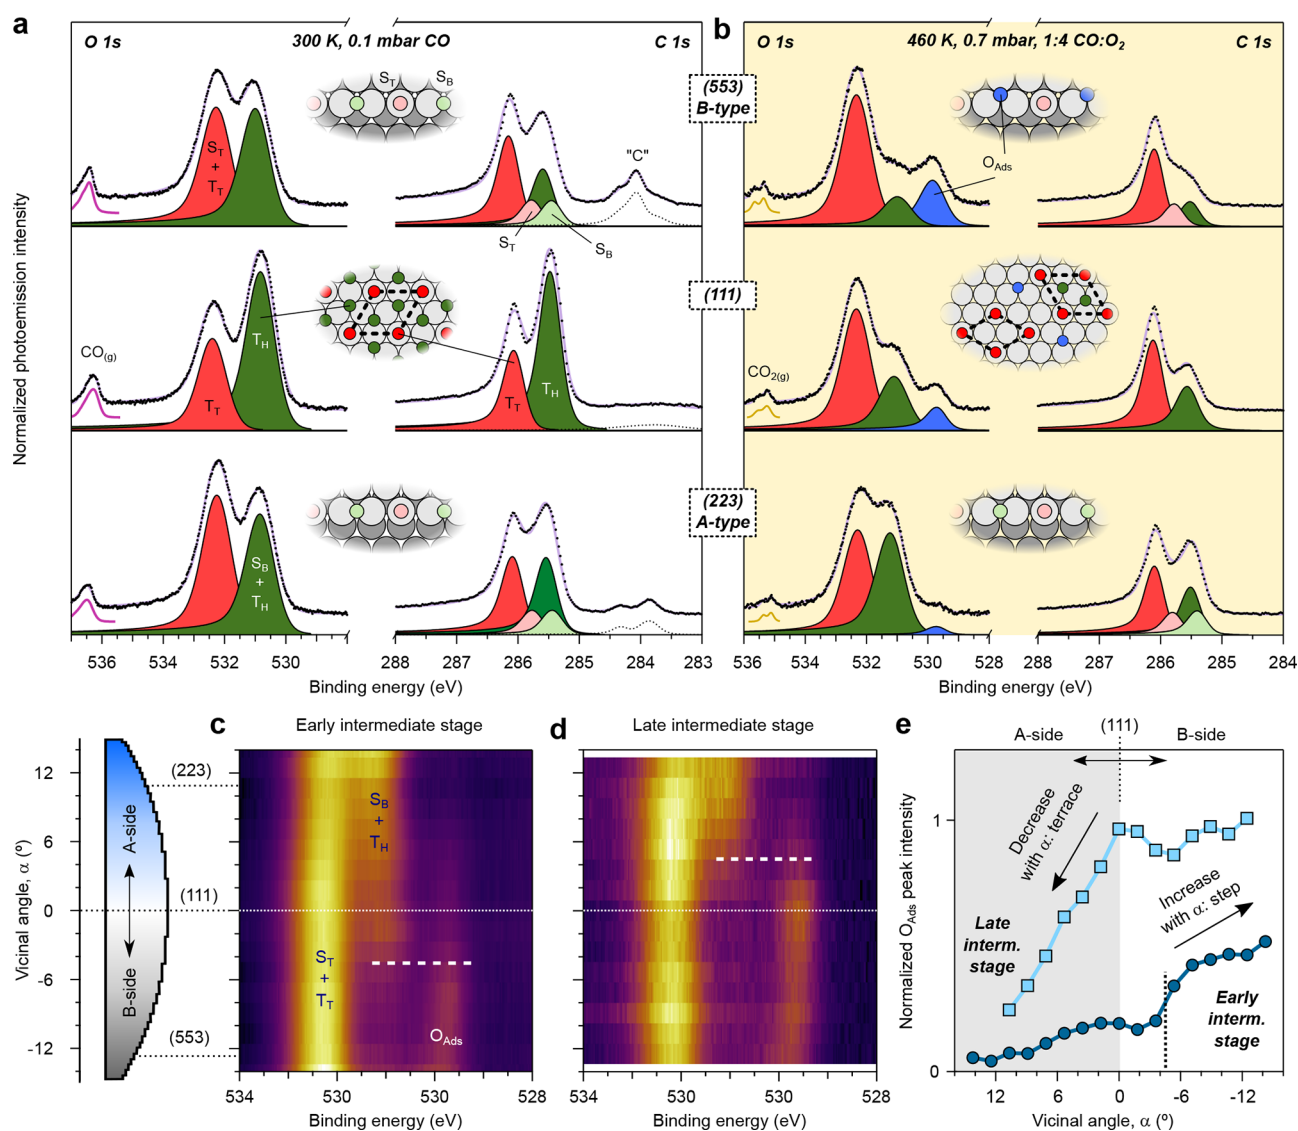 a
O 1s
300 K, 0.1 mbar CO
C 1s
b
O 1s
460 K, 0.7 mbar, 1:4 CO:O2
C 1s
Normalized photoemission intensity
ST
SB
ST
+
TT
"C"
ST
SB
(553)
B-type
OAds
CO(g)
TT
TH
TT
TH
(111)
CO2(g)
SB
+
TH
(223)
A-type
536
532
530
288
287
286
285
284
283
Binding energy (eV)
536
532
530
528
288
287
286
285
284
Binding energy (eV)
Vicinal angle, α (º)
12
6
0
-6
-12
A-side
B-side
(223)
(111)
(553)
c
Early intermediate stage
SB
+
TH
ST
+
TT
OAds
534
530
532
528
Binding energy (eV)
d
Late intermediate stage
534
532
530
528
Binding energy (eV)
e
A-side
(111)
B-side
Normalized OAds peak intensity
1
0
Decrease
with α: terrace
Increase
with α: step
Late
interm.
stage
Early
interm.
stage
12
6
0
-6
-12
Vicinal angle, α (º)